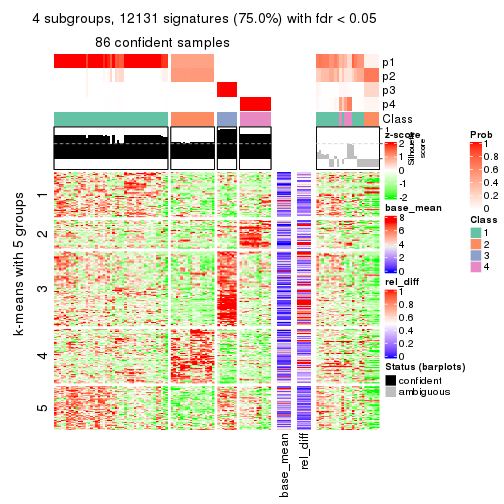 4 subgroups, 12131 signatures (75.0%) with fdr < 0.05
86 confident samples
p1
p2
p3
p4
Class
1
Silhouette
score
z-score
2
1
0
-1
-2
base_mean
8
6
4
2
0
rel_diff
1
0.8
0.6
0.4
0.2
0
Status (barplots)
confident
ambiguous
Prob
1
0.8
0.6
0.4
0.2
0
Class
1
2
3
4
k-means with 5 groups
1
2
3
4
5
base_mean
rel_diff